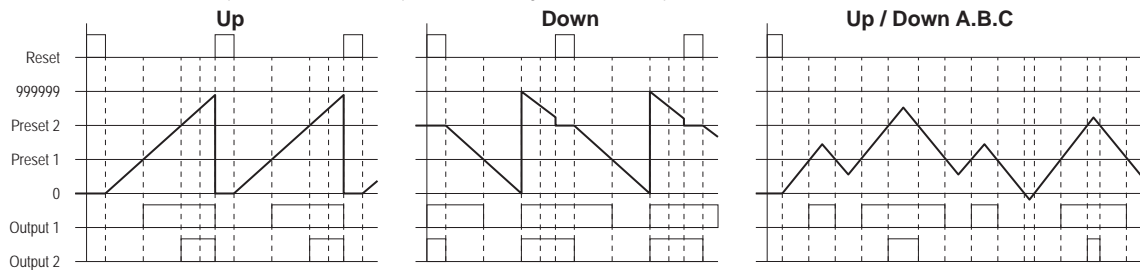 Up
Down
Up / Down A.B.C
Reset
999999
Preset 2
Preset 1
0
Output 1
Output 2